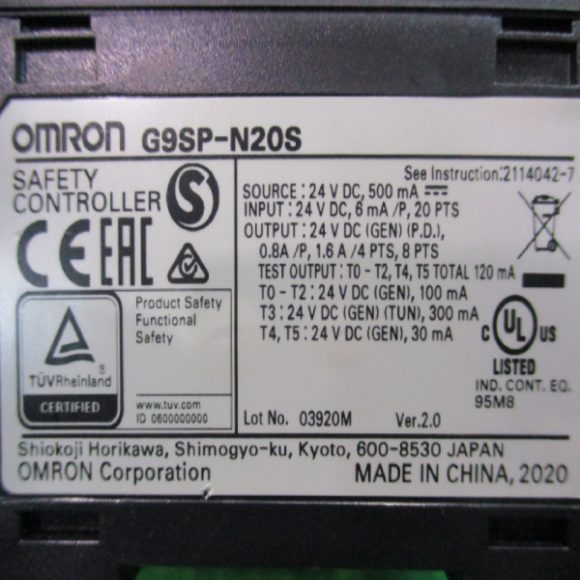 OMRON G9SP-N20S
See Instruction:2114042-7
SAFETY
CONTROLLER
S
SOURCE : 24 V DC, 500 mA
INPUT : 24 V DC, 6 mA /P, 20 PTS
OUTPUT : 24 V DC (GEN) (P.D.),
0.8A /P, 1.6 A /4 PTS, 8 PTS
TEST OUTPUT : T0 - T2, T4, T5 TOTAL 120 mA
T0 - T2 : 24 V DC (GEN), 100 mA
T3 : 24 V DC (GEN) (TUN), 300 mA
T4, T5 : 24 V DC (GEN), 30 mA
CE EAC
TÜVRheinland ®
CERTIFIED
Product Safety
Functional
Safety
www.tuv.com
ID 0600000000
C UL US
LISTED
IND. CONT. EQ.
95M8
Lot No. 03920M Ver.2.0
Shiokoji Horikawa, Shimogyo-ku, Kyoto, 600-8530 JAPAN
OMRON Corporation MADE IN CHINA, 2020